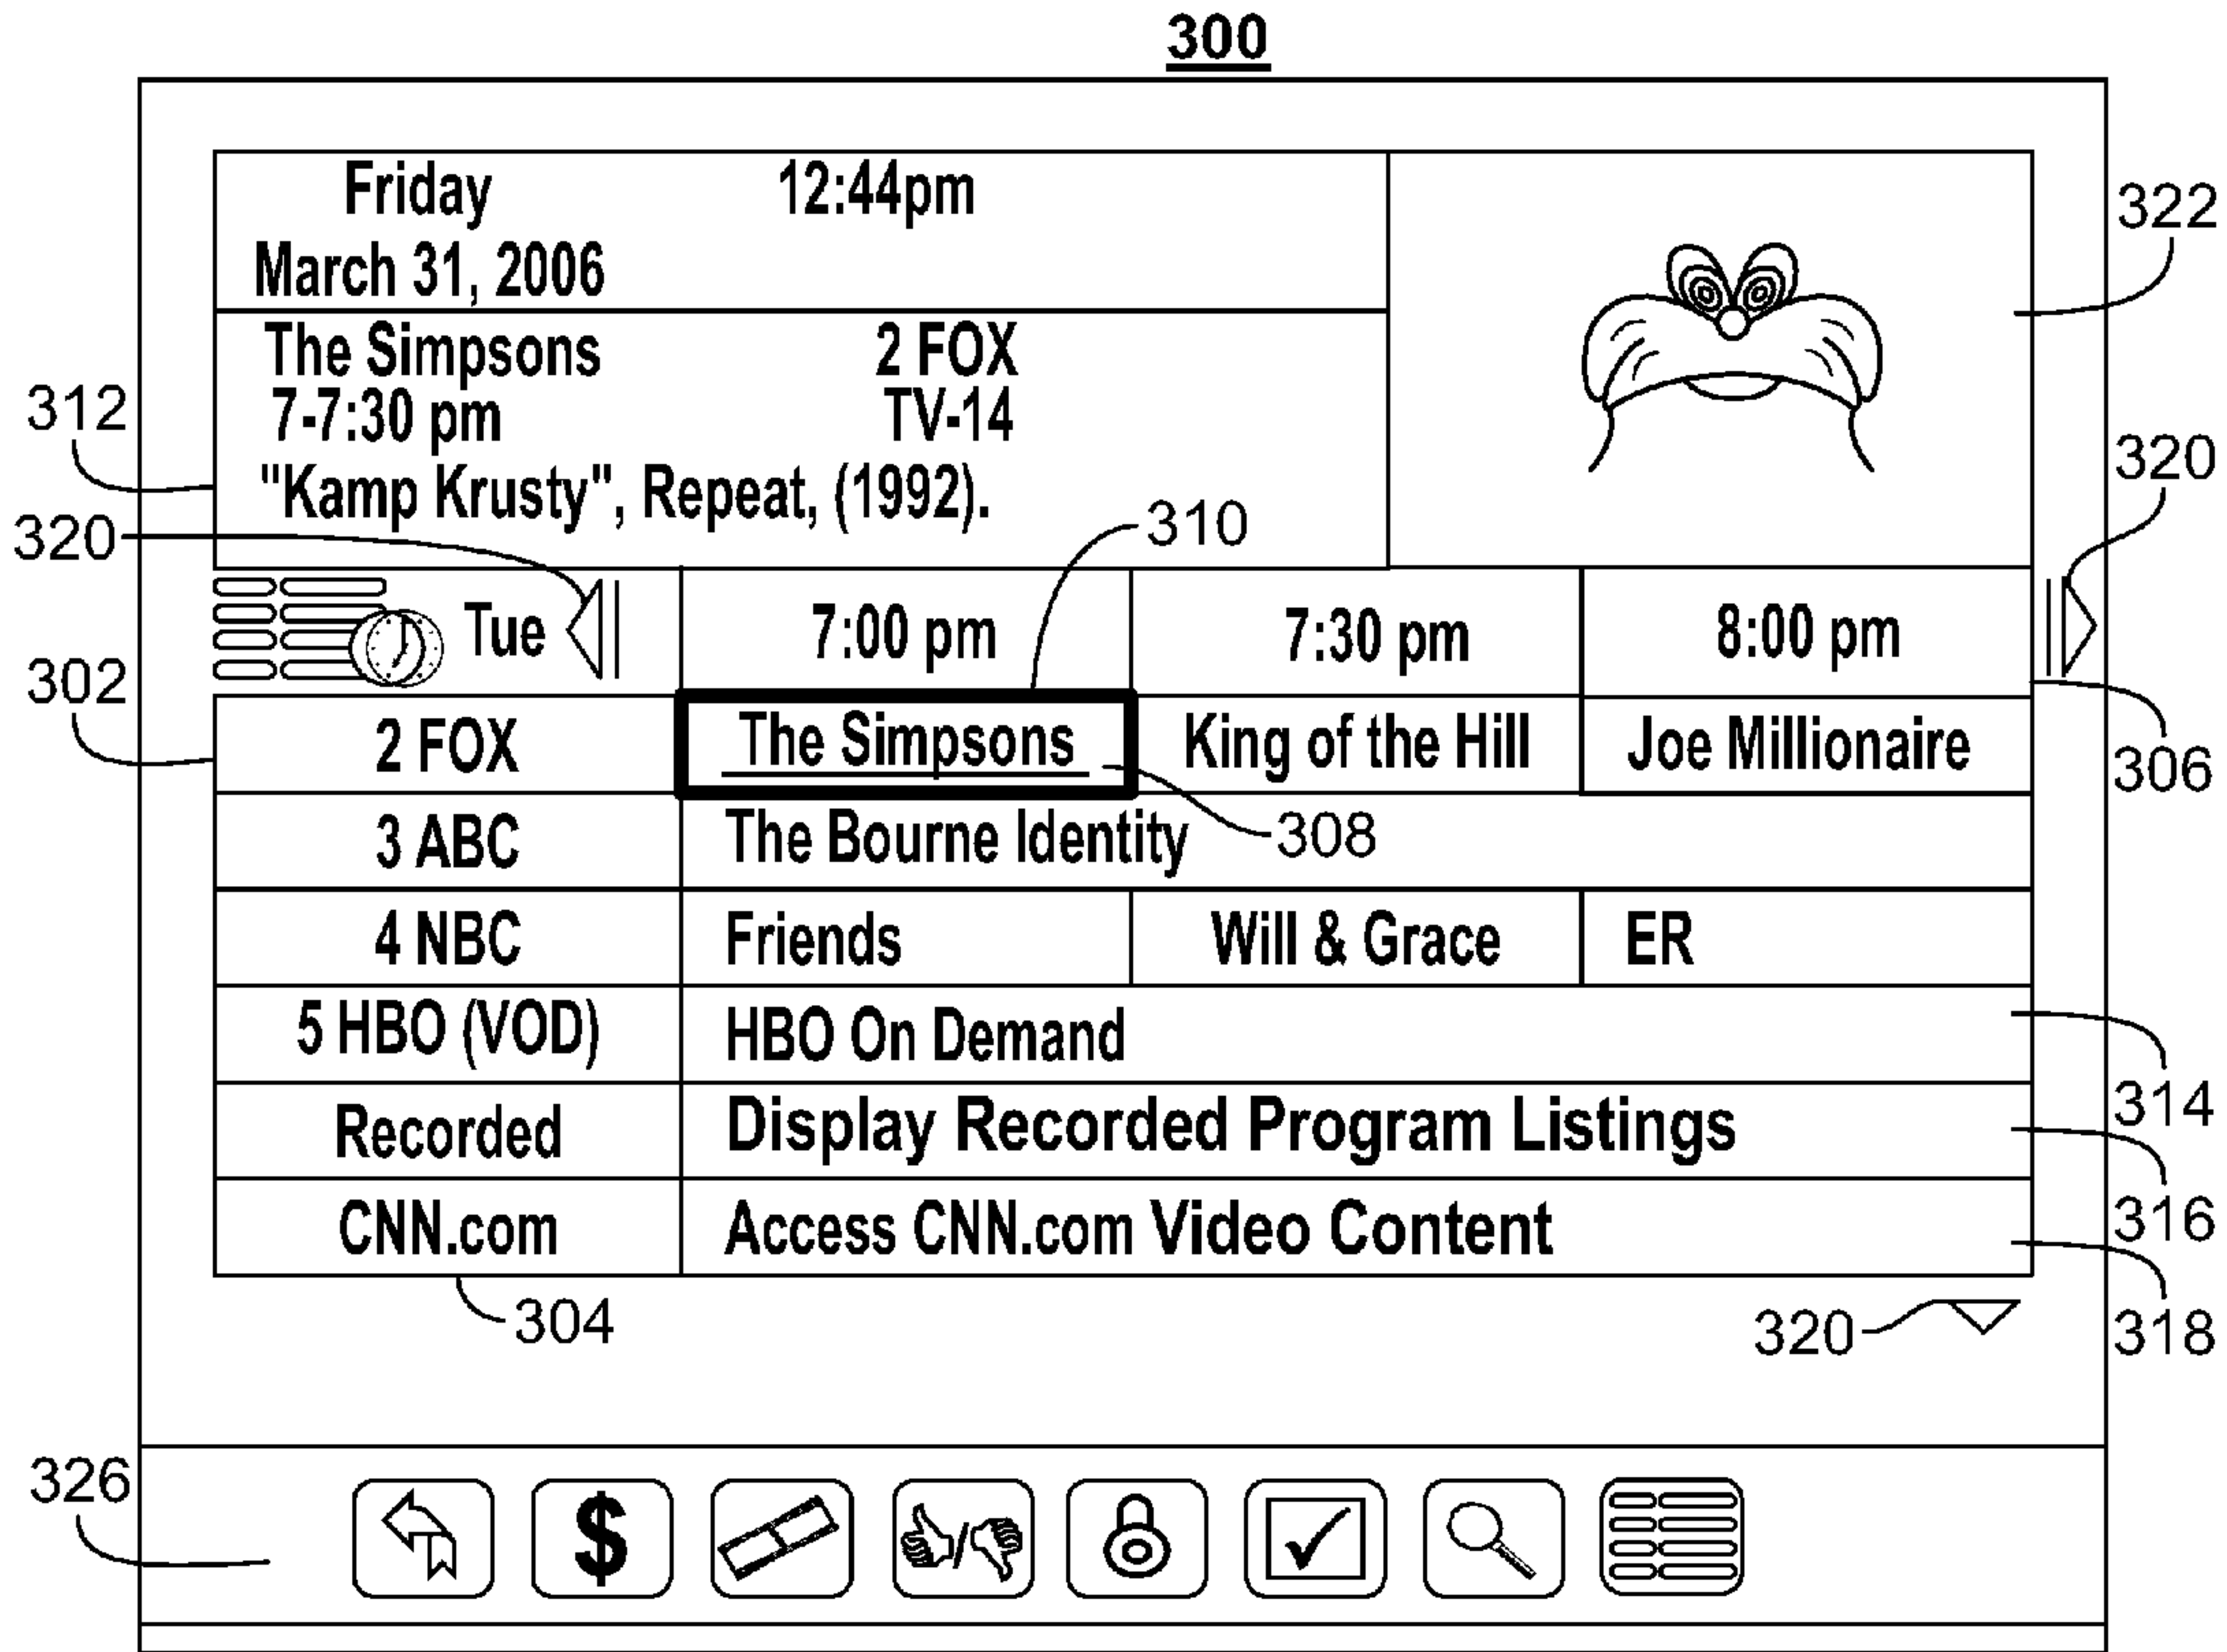 300
Friday 12:44pm
March 31, 2006
322
The Simpsons 2 FOX
312
7-7:30 pm TV-14
"Kamp Krusty", Repeat, (1992).
320
320
310
Tue 7:00 pm 7:30 pm 8:00 pm
302
2 FOX The Simpsons King of the Hill Joe Millionaire
306
3 ABC The Bourne Identity
308
4 NBC Friends Will & Grace ER
5 HBO (VOD) HBO On Demand
314
Recorded Display Recorded Program Listings
316
CNN.com Access CNN.com Video Content
304
320
318
326
$